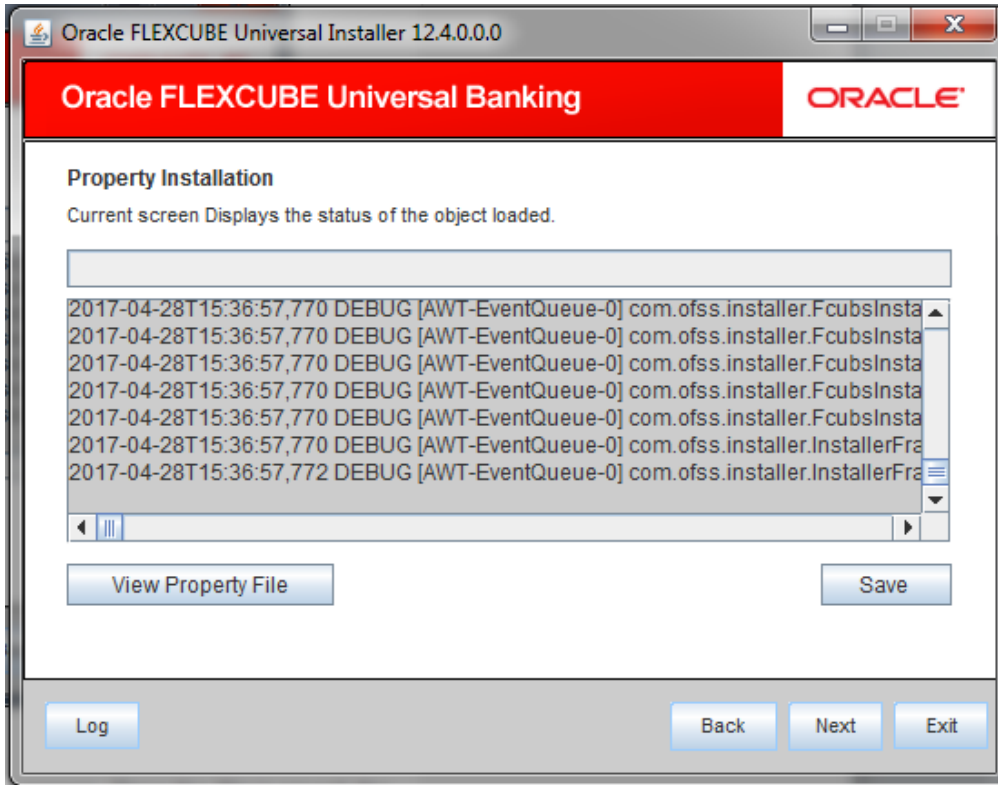 Oracle FLEXCUBE Universal Installer 12.4.0.0.0
Oracle FLEXCUBE Universal Banking
ORACLE
Property Installation
Current screen Displays the status of the object loaded.
2017-04-28T15:36:57,770 DEBUG [AWT-EventQueue-0] com.ofss.installer.FcubsInsta
2017-04-28T15:36:57,770 DEBUG [AWT-EventQueue-0] com.ofss.installer.FcubsInsta
2017-04-28T15:36:57,770 DEBUG [AWT-EventQueue-0] com.ofss.installer.FcubsInsta
2017-04-28T15:36:57,770 DEBUG [AWT-EventQueue-0] com.ofss.installer.FcubsInsta
2017-04-28T15:36:57,770 DEBUG [AWT-EventQueue-0] com.ofss.installer.FcubsInsta
2017-04-28T15:36:57,770 DEBUG [AWT-EventQueue-0] com.ofss.installer.InstallerFra
2017-04-28T15:36:57,772 DEBUG [AWT-EventQueue-0] com.ofss.installer.InstallerFra
View Property File
Save
Log
Back
Next
Exit